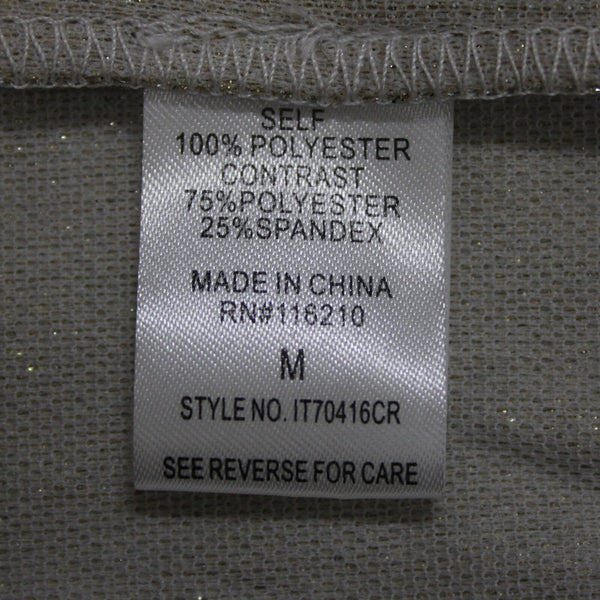 SELF
100% POLYESTER
CONTRAST
75%POLYESTER
25%SPANDEX
MADE IN CHINA
RN#116210
M
STYLE NO. IT70416CR
SEE REVERSE FOR CARE